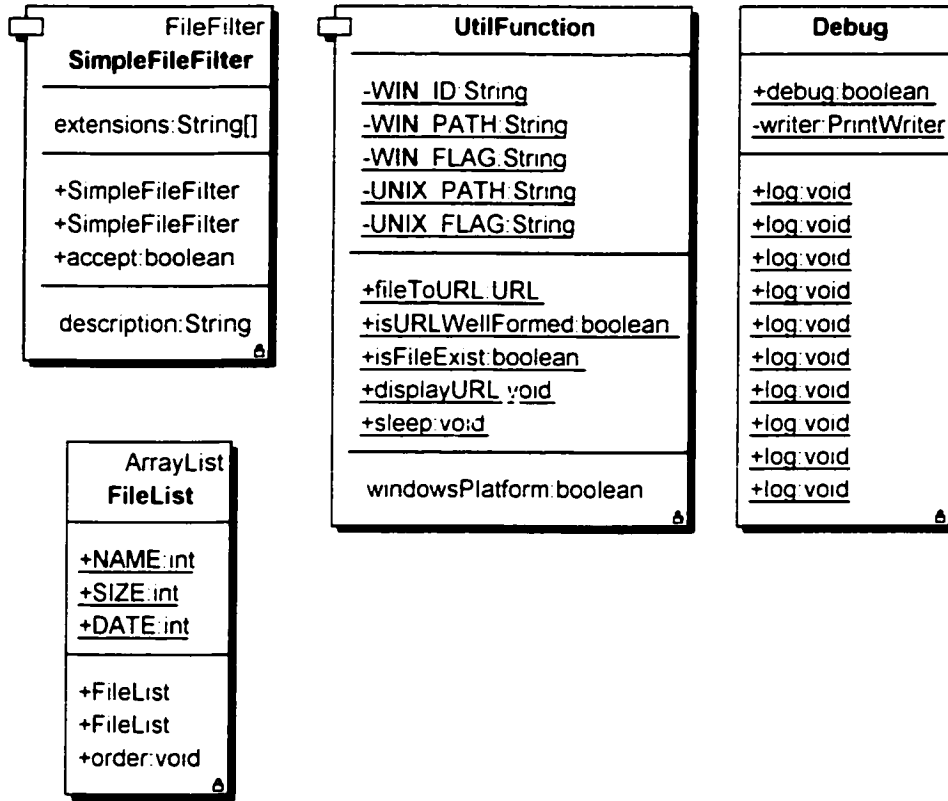 FileFilter
SimpleFileFilter
extensions:String[]
+SimpleFileFilter
+SimpleFileFilter
+accept:boolean
description:String
UtilFunction
-WIN_ID:String
-WIN_PATH:String
-WIN_FLAG:String
-UNIX_PATH:String
-UNIX_FLAG:String
+fileToURL:URL
+isURLWellFormed:boolean
+isFileExist:boolean
+displayURL:void
+sleep:void
windowsPlatform:boolean
Debug
+debug:boolean
-writer:PrintWriter
+log:void
+log:void
+log:void
+log:void
+log:void
+log:void
+log:void
+log:void
+log:void
+log:void
ArrayList
FileList
+NAME:int
+SIZE:int
+DATE:int
+FileList
+FileList
+order:void